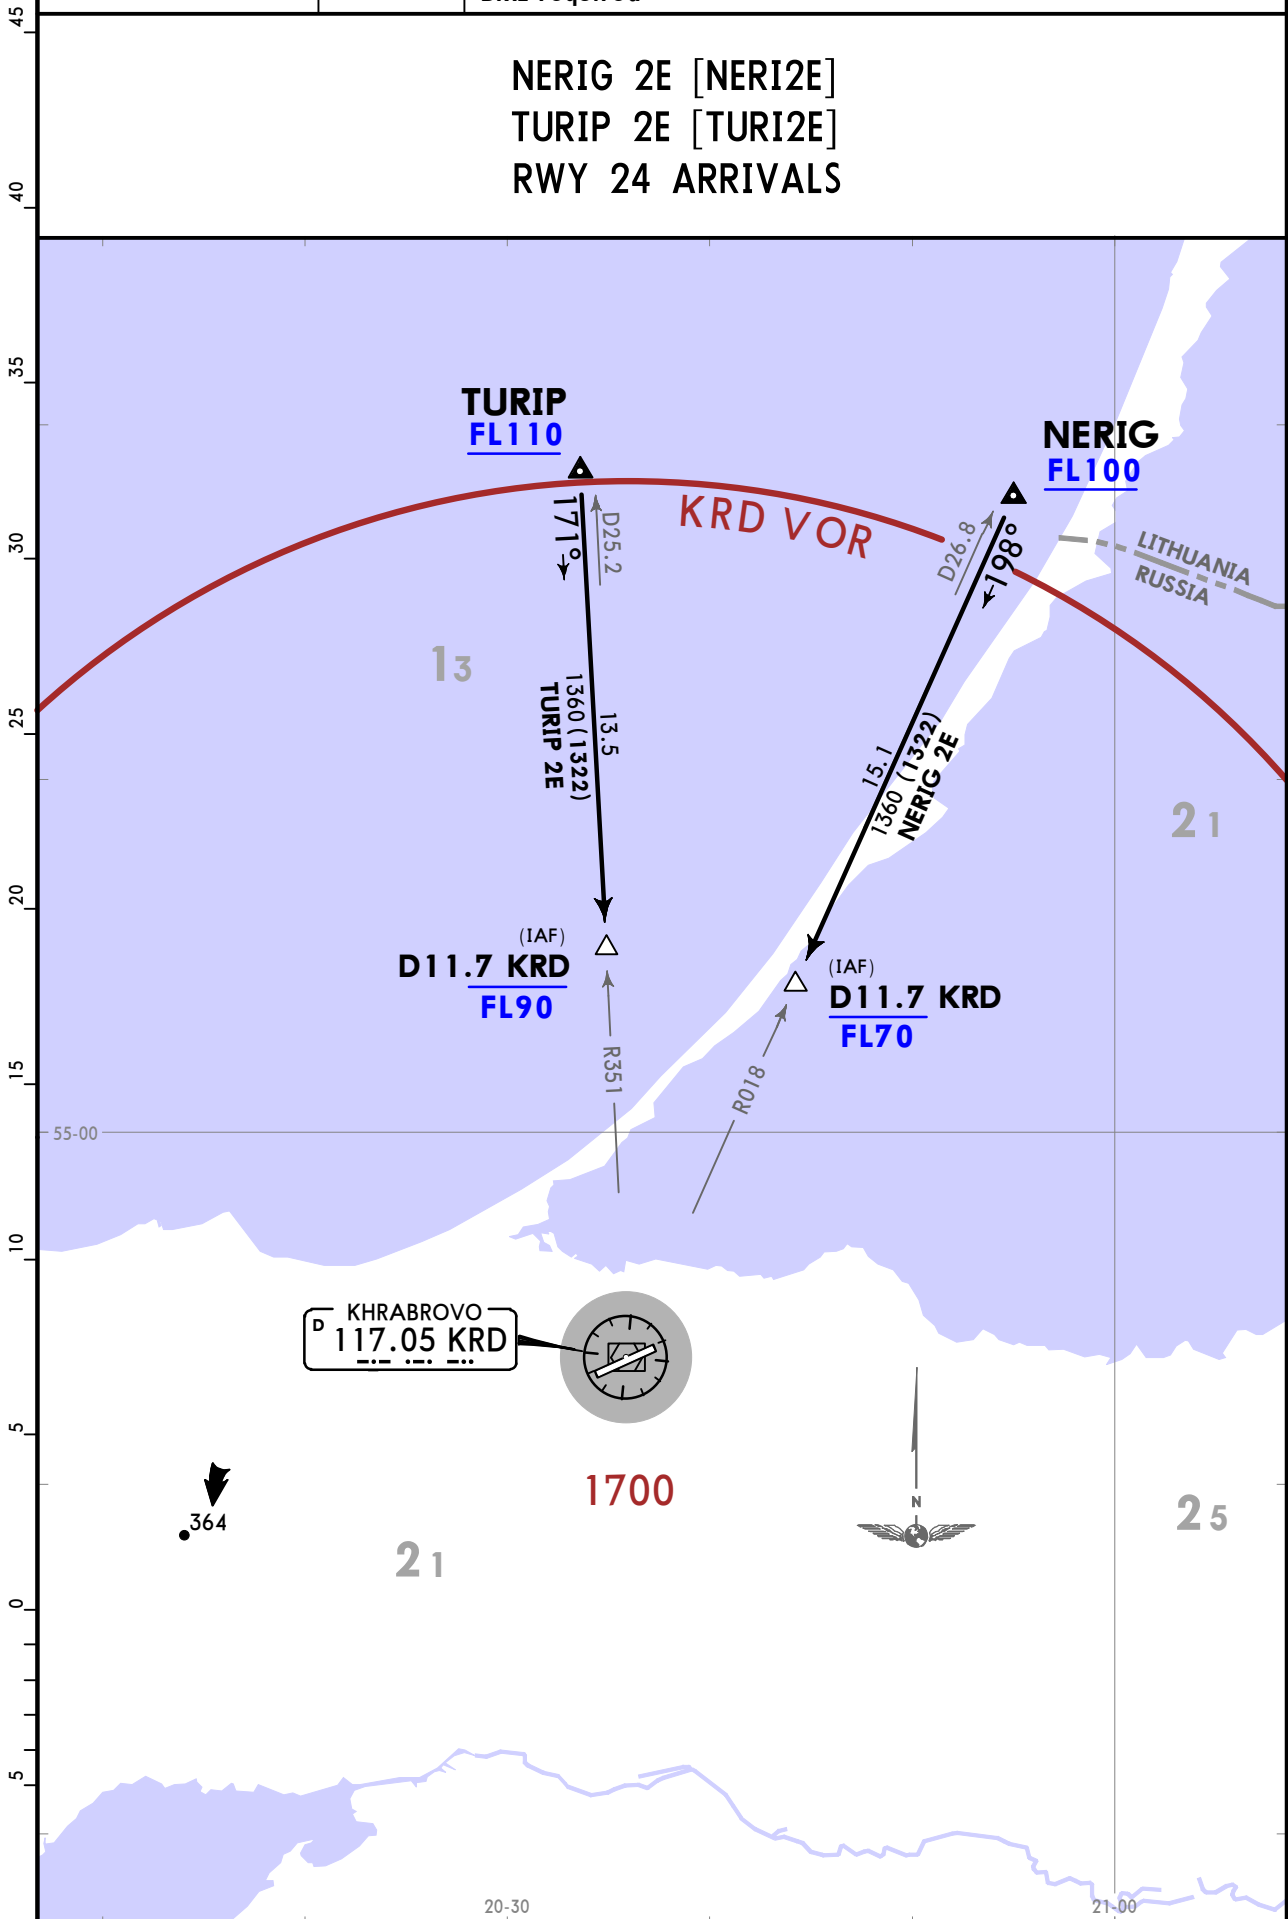 NERIG 2E [NERI2E]
TURIP 2E [TURI2E]
RWY 24 ARRIVALS
45
40
35
30
25
20
15
10
5
0
5
TURIP
FL110
NERIG
FL100
KRD VOR
171°
D25.2
D26.8
198°
LITHUANIA
RUSSIA
13
1360 (1322)
TURIP 2E
13.5
15.1
1360 (1322)
NERIG 2E
21
(IAF)
D11.7 KRD
FL90
(IAF)
D11.7 KRD
FL70
R351
R018
55-00
KHRABROVO
D 117.05 KRD
1700
N
364
21
25
20-30
21-00